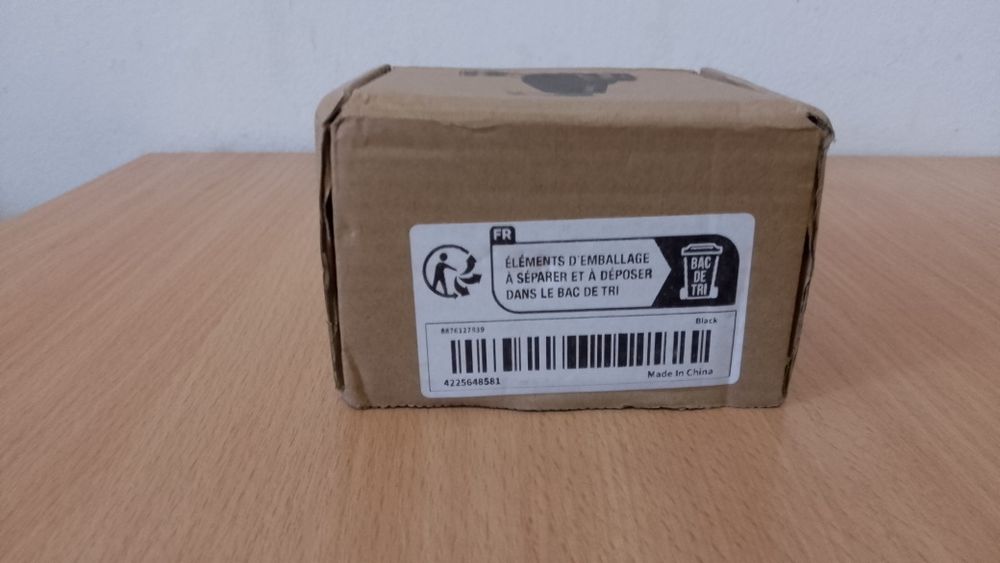 FR
ÉLÉMENTS D'EMBALLAGE
À SÉPARER ET À DÉPOSER
DANS LE BAC DE TRI
BAC
DE
TRI
Black
4225648581
Made In China